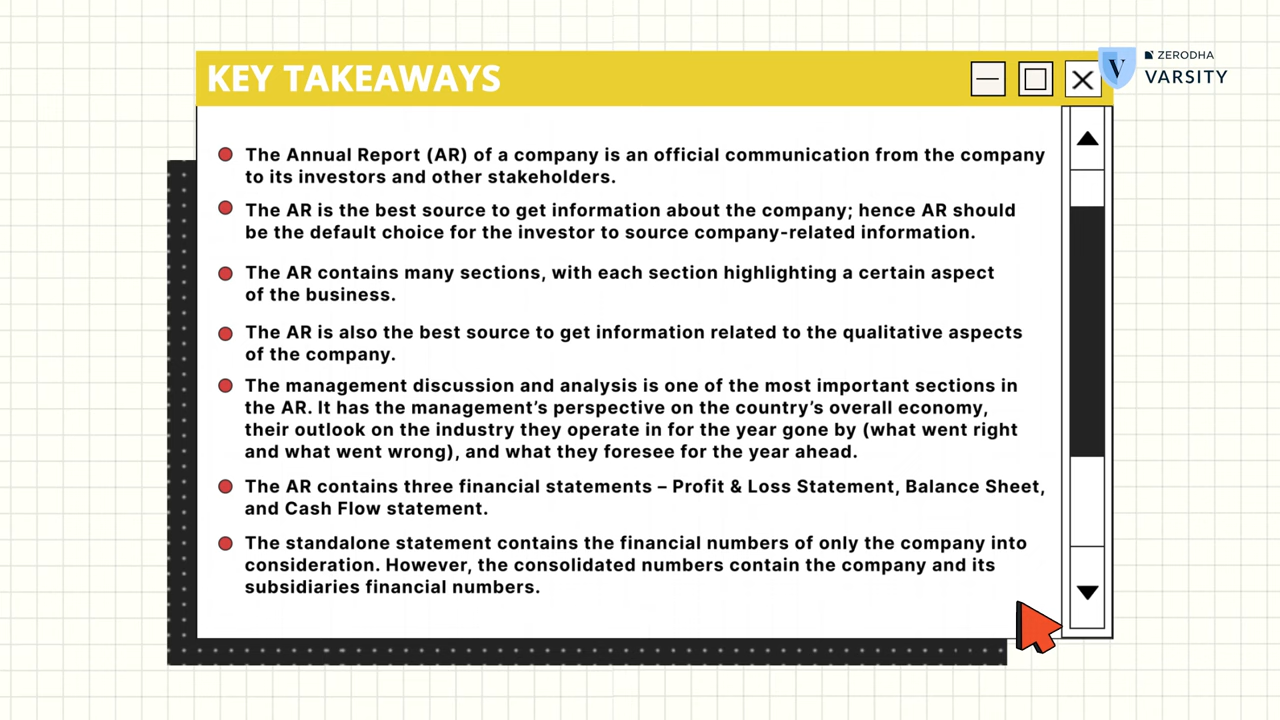 KEY TAKEAWAYS
ZERODHA
VARSITY
The Annual Report (AR) of a company is an official communication from the company
to its investors and other stakeholders.
The AR is the best source to get information about the company; hence AR should
be the default choice for the investor to source company-related information.
The AR contains many sections, with each section highlighting a certain aspect
of the business.
The AR is also the best source to get information related to the qualitative aspects
of the company.
The management discussion and analysis is one of the most important sections in
the AR. It has the management’s perspective on the country’s overall economy,
their outlook on the industry they operate in for the year gone by (what went right
and what went wrong), and what they foresee for the year ahead.
The AR contains three financial statements – Profit & Loss Statement, Balance Sheet,
and Cash Flow statement.
The standalone statement contains the financial numbers of only the company into
consideration. However, the consolidated numbers contain the company and its
subsidiaries financial numbers.